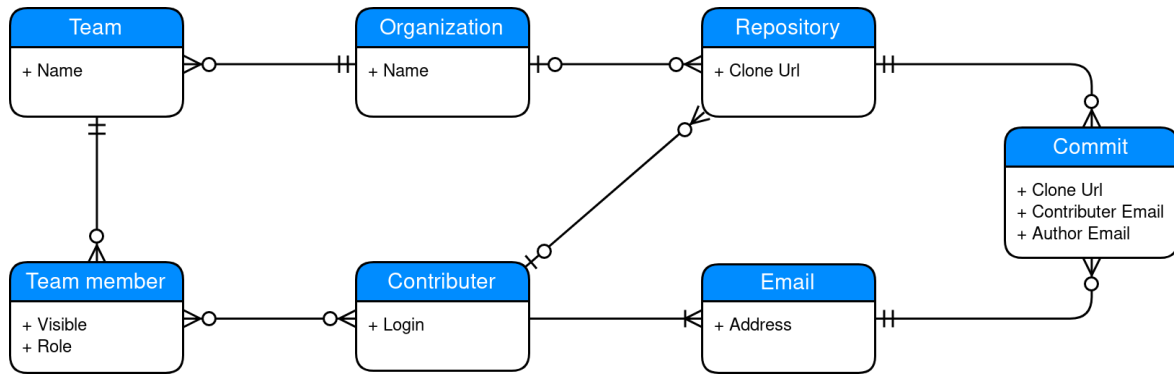 Team
+ Name
Organization
+ Name
Repository
+ Clone Url
Commit
+ Clone Url
+ Contributer Email
+ Author Email
Team member
+ Visible
+ Role
Contributer
+ Login
Email
+ Address